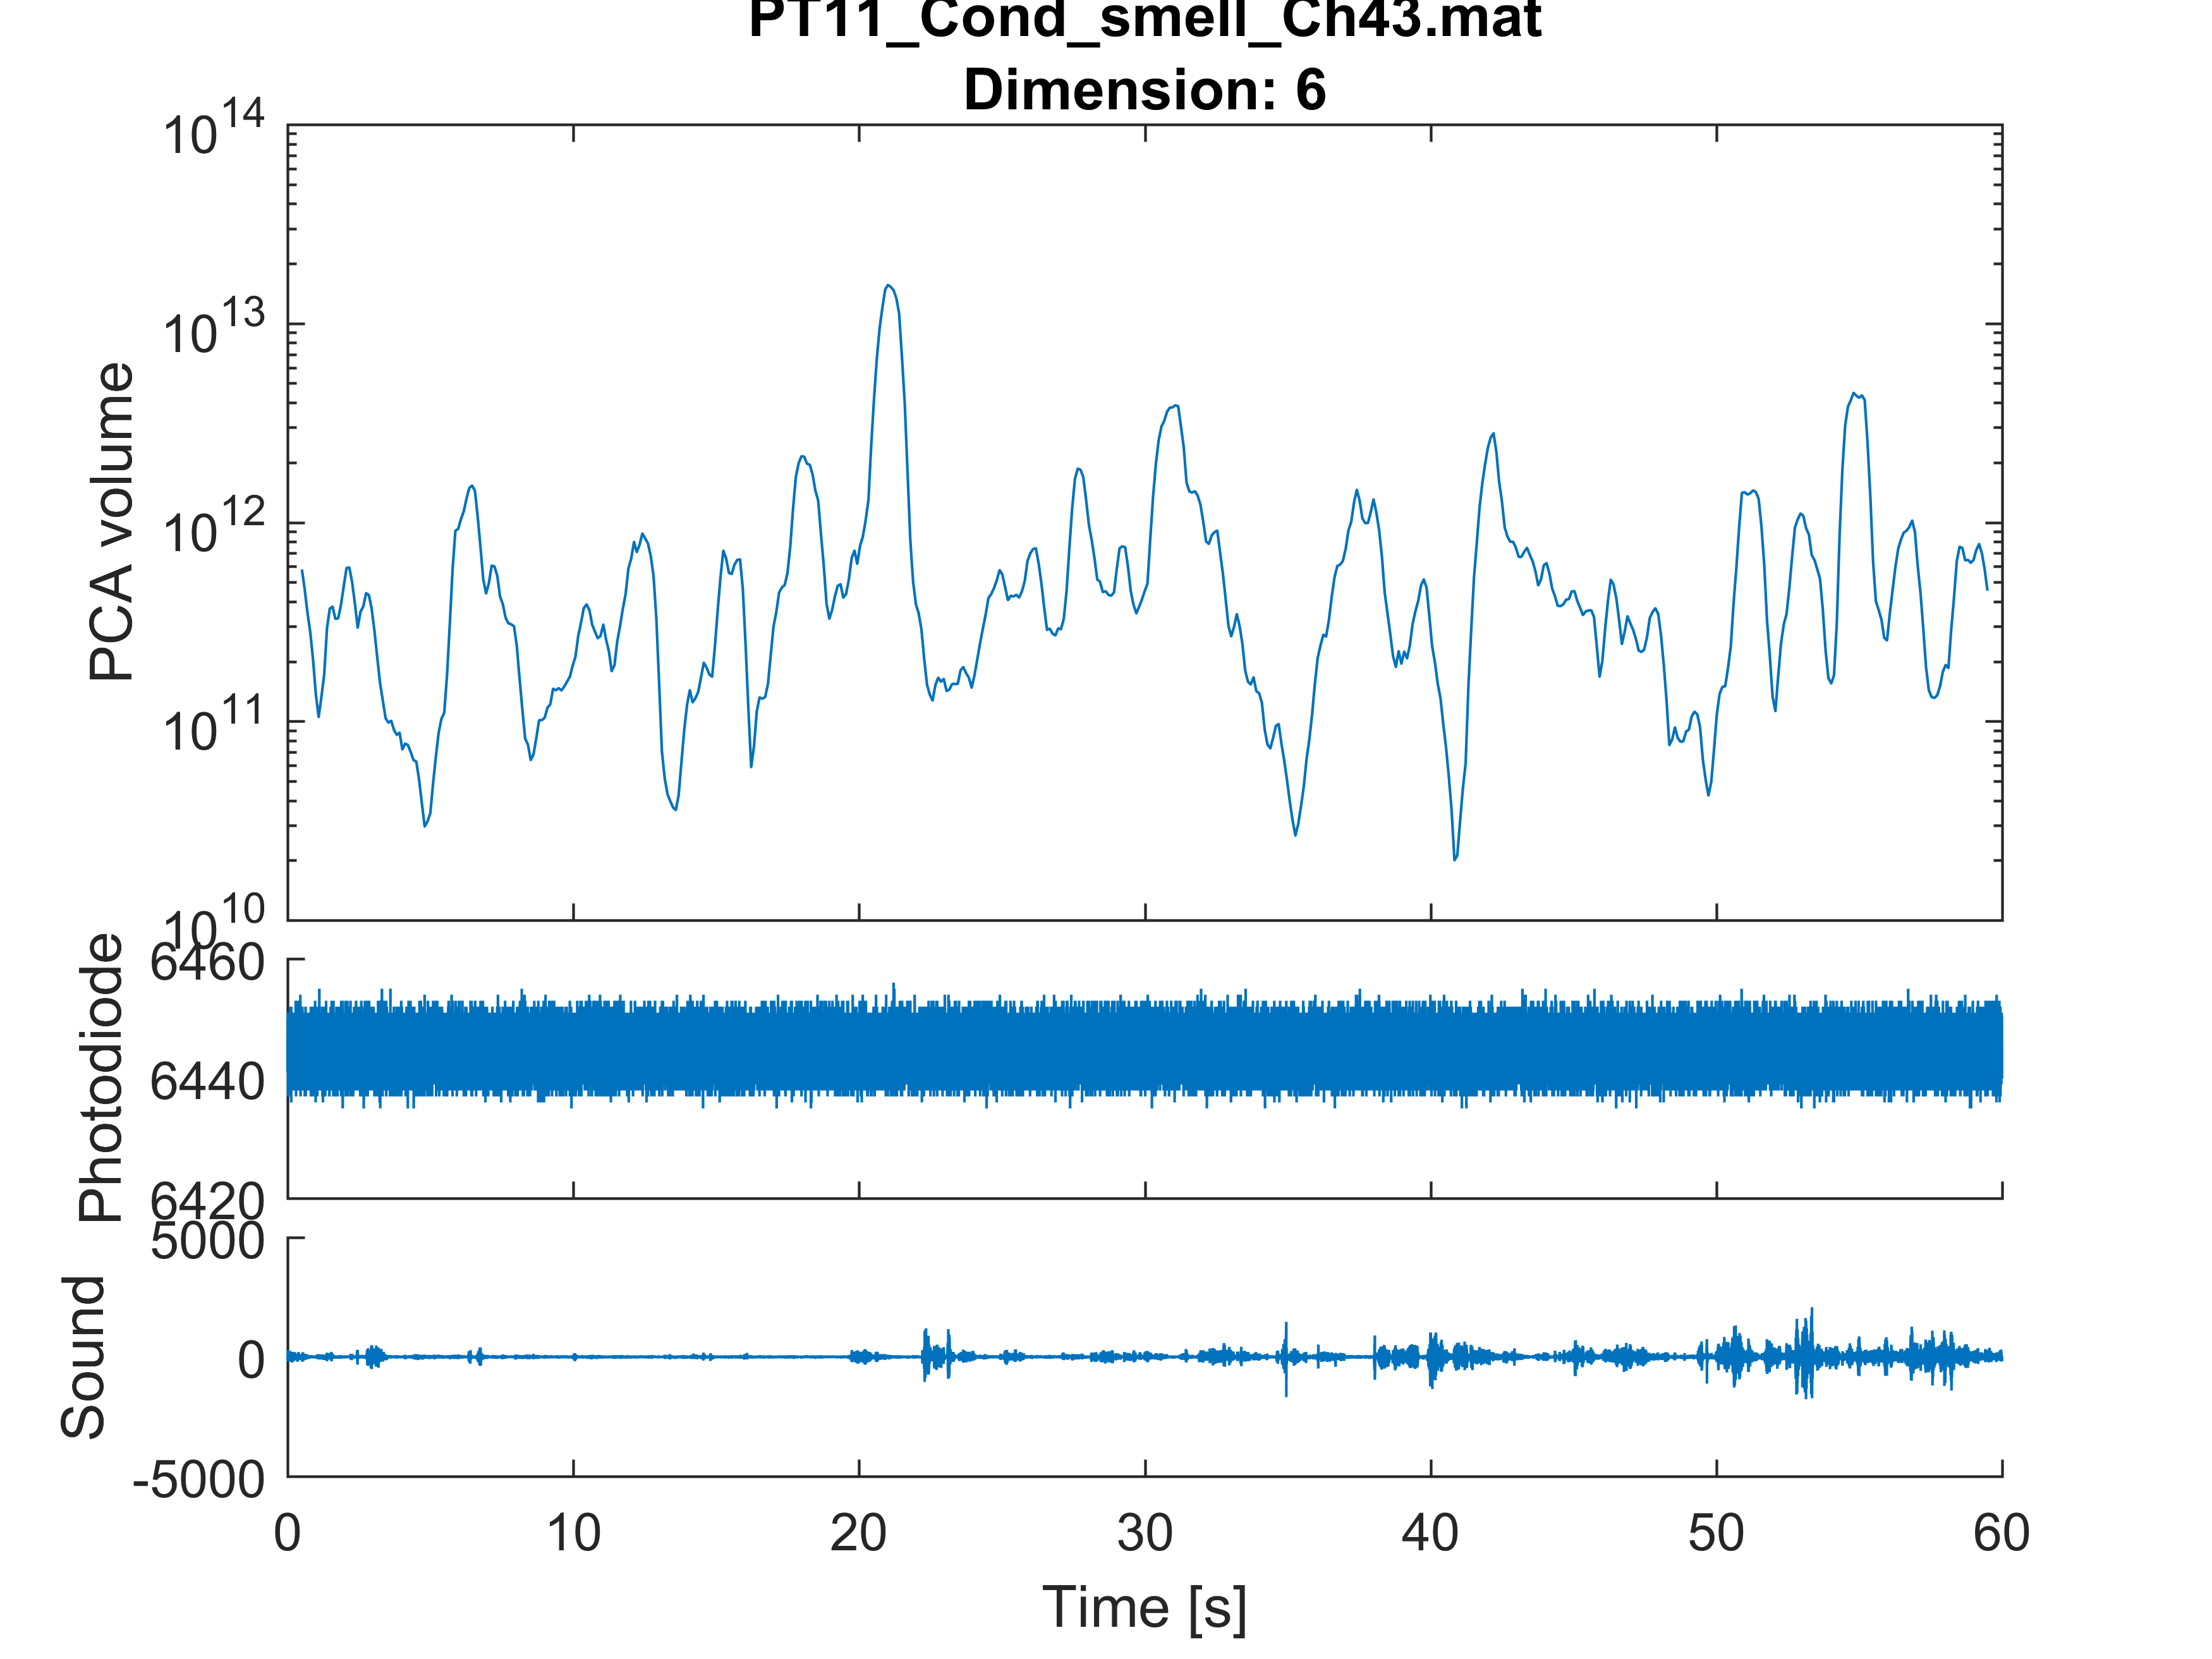 PT11_Cond_smell_Ch43.mat
Dimension: 6
10^14
10^13
10^12
10^11
10^10
PCA volume
6460
6440
6420
Photodiode
5000
0
-5000
Sound
0 10 20 30 40 50 60
Time [s]